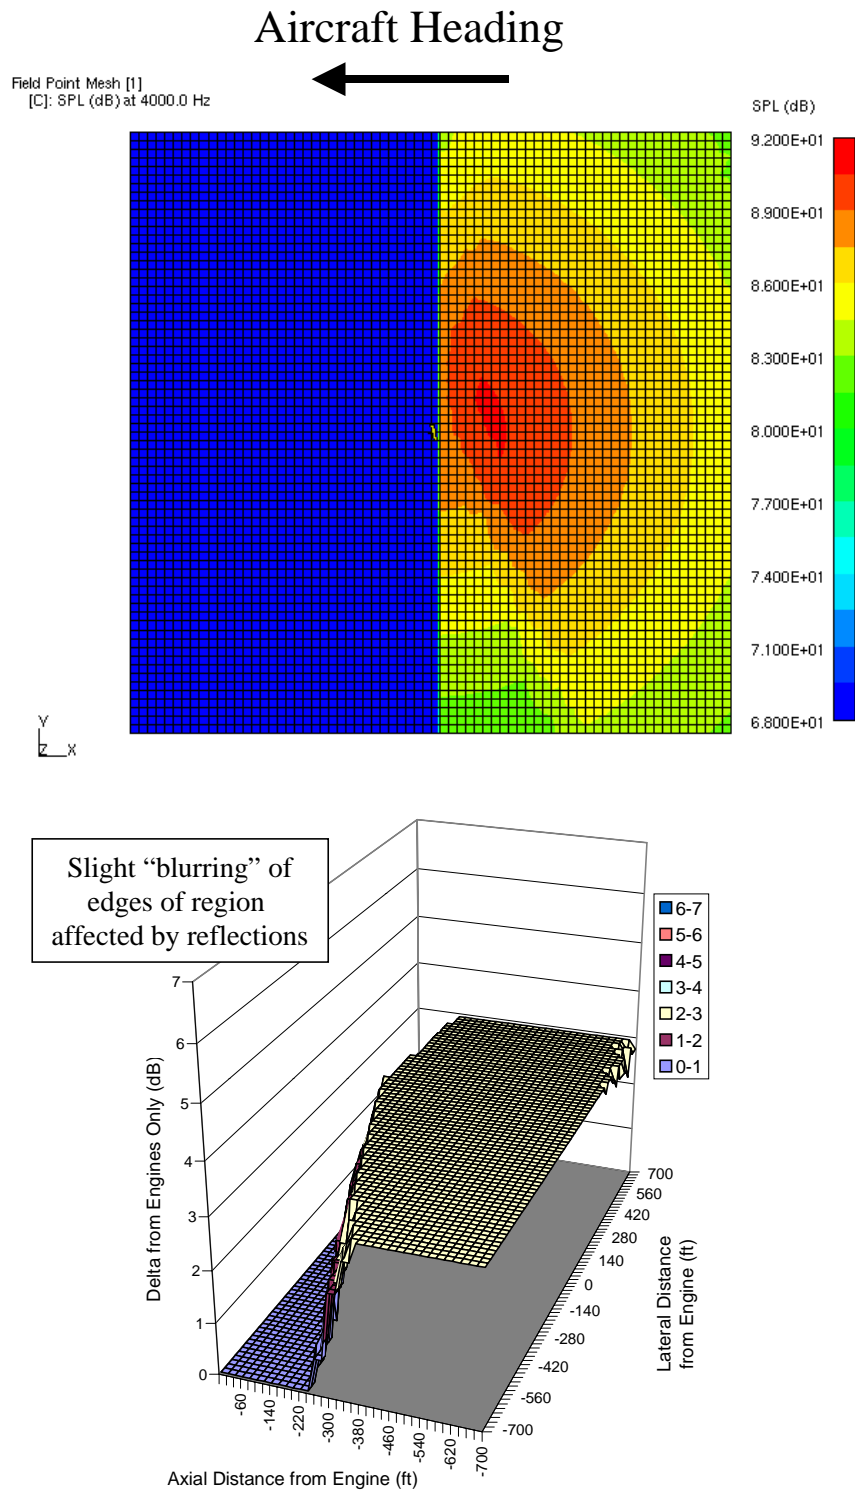 Aircraft Heading
Field Point Mesh [1]
[C]: SPL (dB) at 4000.0 Hz
SPL (dB)
9.200E+01
8.900E+01
8.600E+01
8.300E+01
8.000E+01
7.700E+01
7.400E+01
7.100E+01
6.800E+01
Y
Z X
Slight “blurring” of
edges of region
affected by reflections
6-7
5-6
4-5
3-4
2-3
1-2
0-1
7
6
5
4
3
2
1
0
Delta from Engines Only (dB)
-60
-140
-220
-300
-380
-460
-540
-620
-700
Axial Distance from Engine (ft)
700
560
420
280
140
0
-140
-280
-420
-560
-700
Lateral Distance
from Engine (ft)